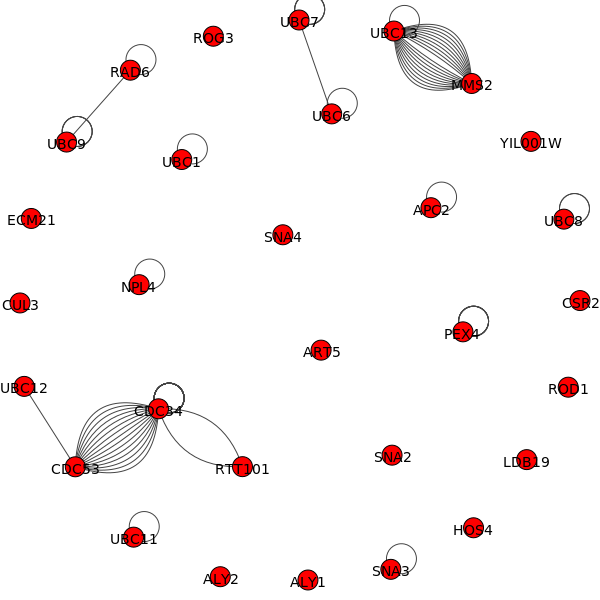 UBC7
UBC13
ROG3
RAD6
MMS2
UBC6
UBC9
YIL001W
UBC1
APC2
ECM21
UBC8
SNA4
NPL4
CUL3
CSR2
PEX4
ART5
UBC12
ROD1
CDC34
SNA2
LDB19
CDC53
RTT101
HOS4
UBC11
SNA3
ALY2
ALY1